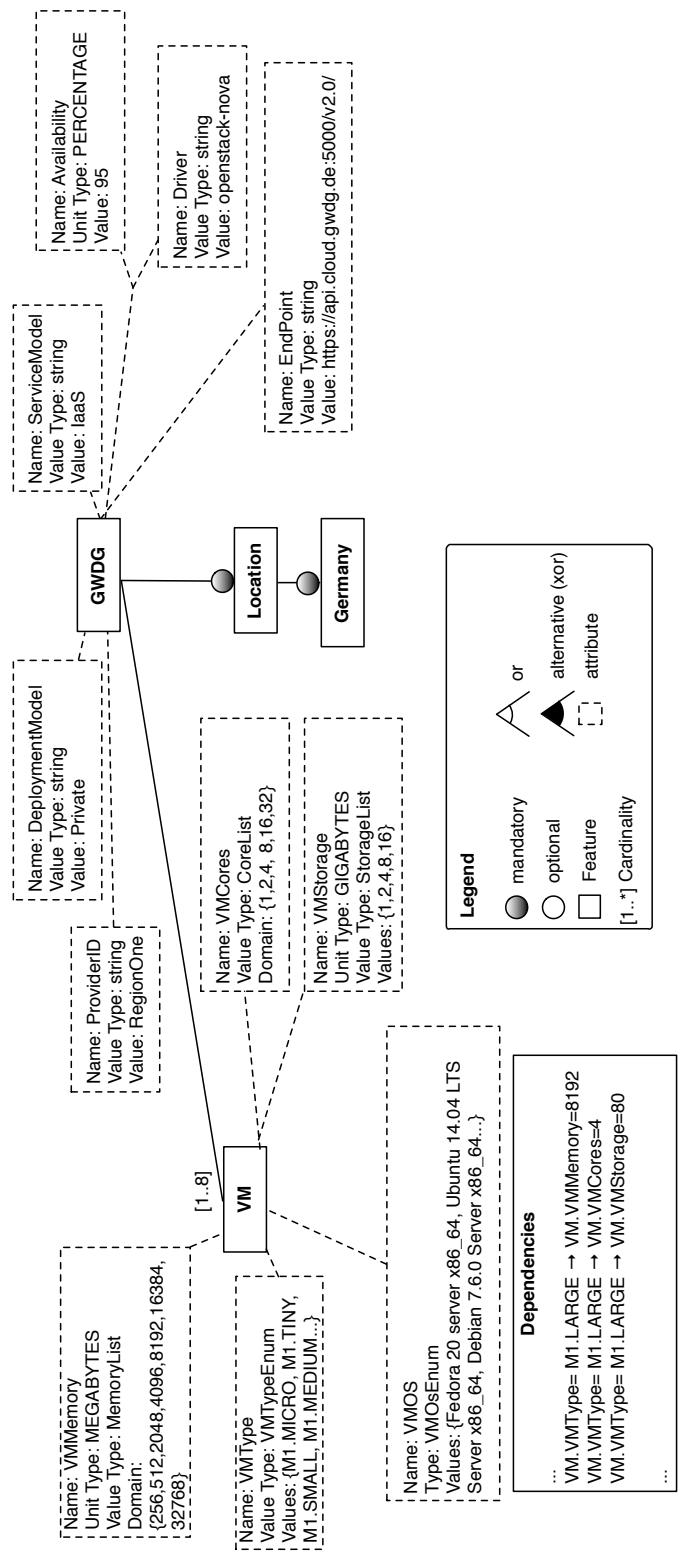 Name: VMMemory
Unit Type: MEGABYTES
Value Type: MemoryList
Domain:
{256,512,2048,4096,8192,16384,
32768}
Name: VMType
Value Type: VMTypeEnum
Values: {M1.MICRO, M1.TINY,
M1.SMALL, M1.MEDIUM...}
Name: VMOS
Type: VMOsEnum
Values: {Fedora 20 server x86_64, Ubuntu 14.04 LTS
Server x86_64, Debian 7.6.0 Server x86_64...}
Dependencies
...
VM.VMType= M1.LARGE → VM.VMMemory=8192
VM.VMType= M1.LARGE → VM.VMCores=4
VM.VMType= M1.LARGE → VM.VMStorage=80
...
[1..8]
VM
Name: ProviderID
Value Type: string
Value: RegionOne
Name: DeploymentModel
Value Type: string
Value: Private
Name: VMCores
Value Type: CoreList
Domain: {1,2,4, 8,16,32}
Name: VMStorage
Unit Type: GIGABYTES
Value Type: StorageList
Values: {1,2,4,8,16}
GWDG
Location
Germany
Name: ServiceModel
Value Type: string
Value: IaaS
Name: Availability
Unit Type: PERCENTAGE
Value: 95
Name: Driver
Value Type: string
Value: openstack-nova
Name: EndPoint
Value Type: string
Value: https://api.cloud.gwdg.de:5000/v2.0/
Legend
mandatory
optional
Feature
[1..*] Cardinality
or
alternative (xor)
attribute